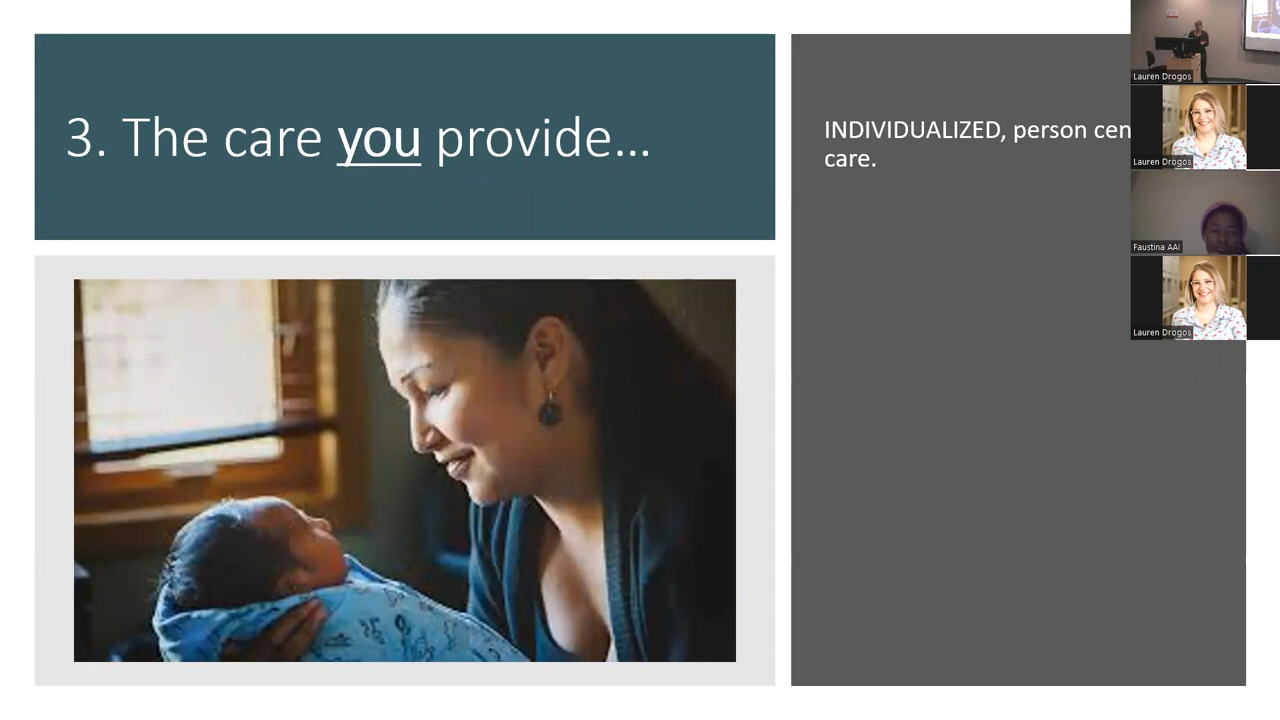 3. The care you provide...
INDIVIDUALIZED, person cen
care.
Lauren Drogos
Lauren Drogos
Faustina AAI
Lauren Drogos